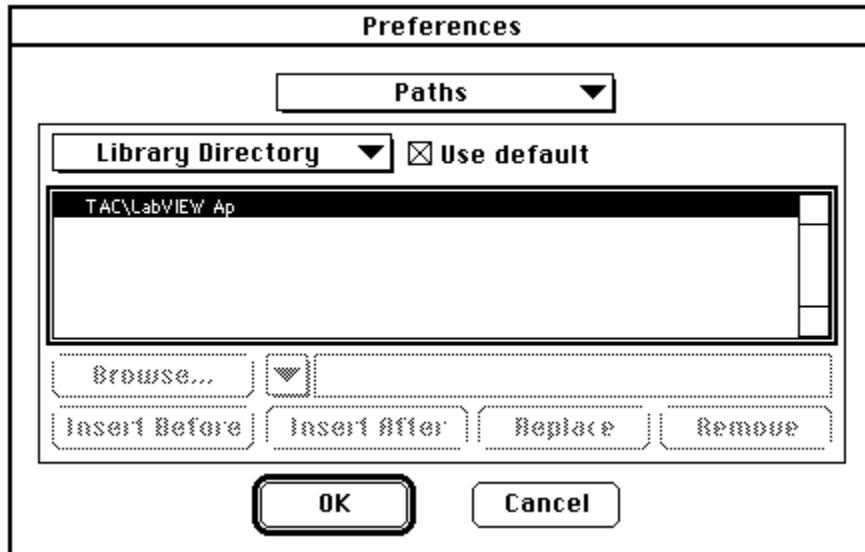 Preferences
Paths
Library Directory Use default
TAC\LabVIEW Ap
Browse...
Insert Before Insert After Replace Remove
OK Cancel